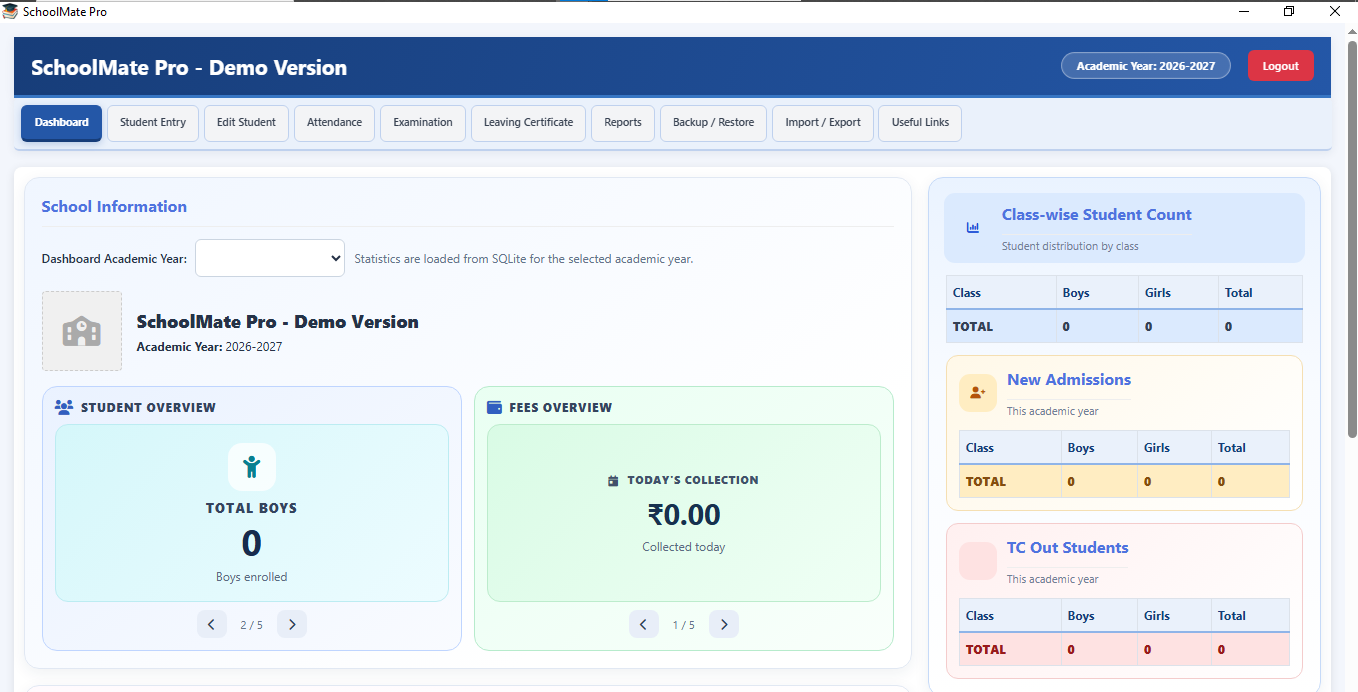 SchoolMate Pro
SchoolMate Pro - Demo Version
Academic Year: 2026-2027
Logout
Dashboard
Student Entry
Edit Student
Attendance
Examination
Leaving Certificate
Reports
Backup / Restore
Import / Export
Useful Links
School Information
Dashboard Academic Year:
Statistics are loaded from SQLite for the selected academic year.
SchoolMate Pro - Demo Version
Academic Year: 2026-2027
STUDENT OVERVIEW
TOTAL BOYS
0
Boys enrolled
2 / 5
FEES OVERVIEW
TODAY'S COLLECTION
₹0.00
Collected today
1 / 5
Class-wise Student Count
Student distribution by class
Class Boys Girls Total
TOTAL 0 0 0
New Admissions
This academic year
Class Boys Girls Total
TOTAL 0 0 0
TC Out Students
This academic year
Class Boys Girls Total
TOTAL 0 0 0